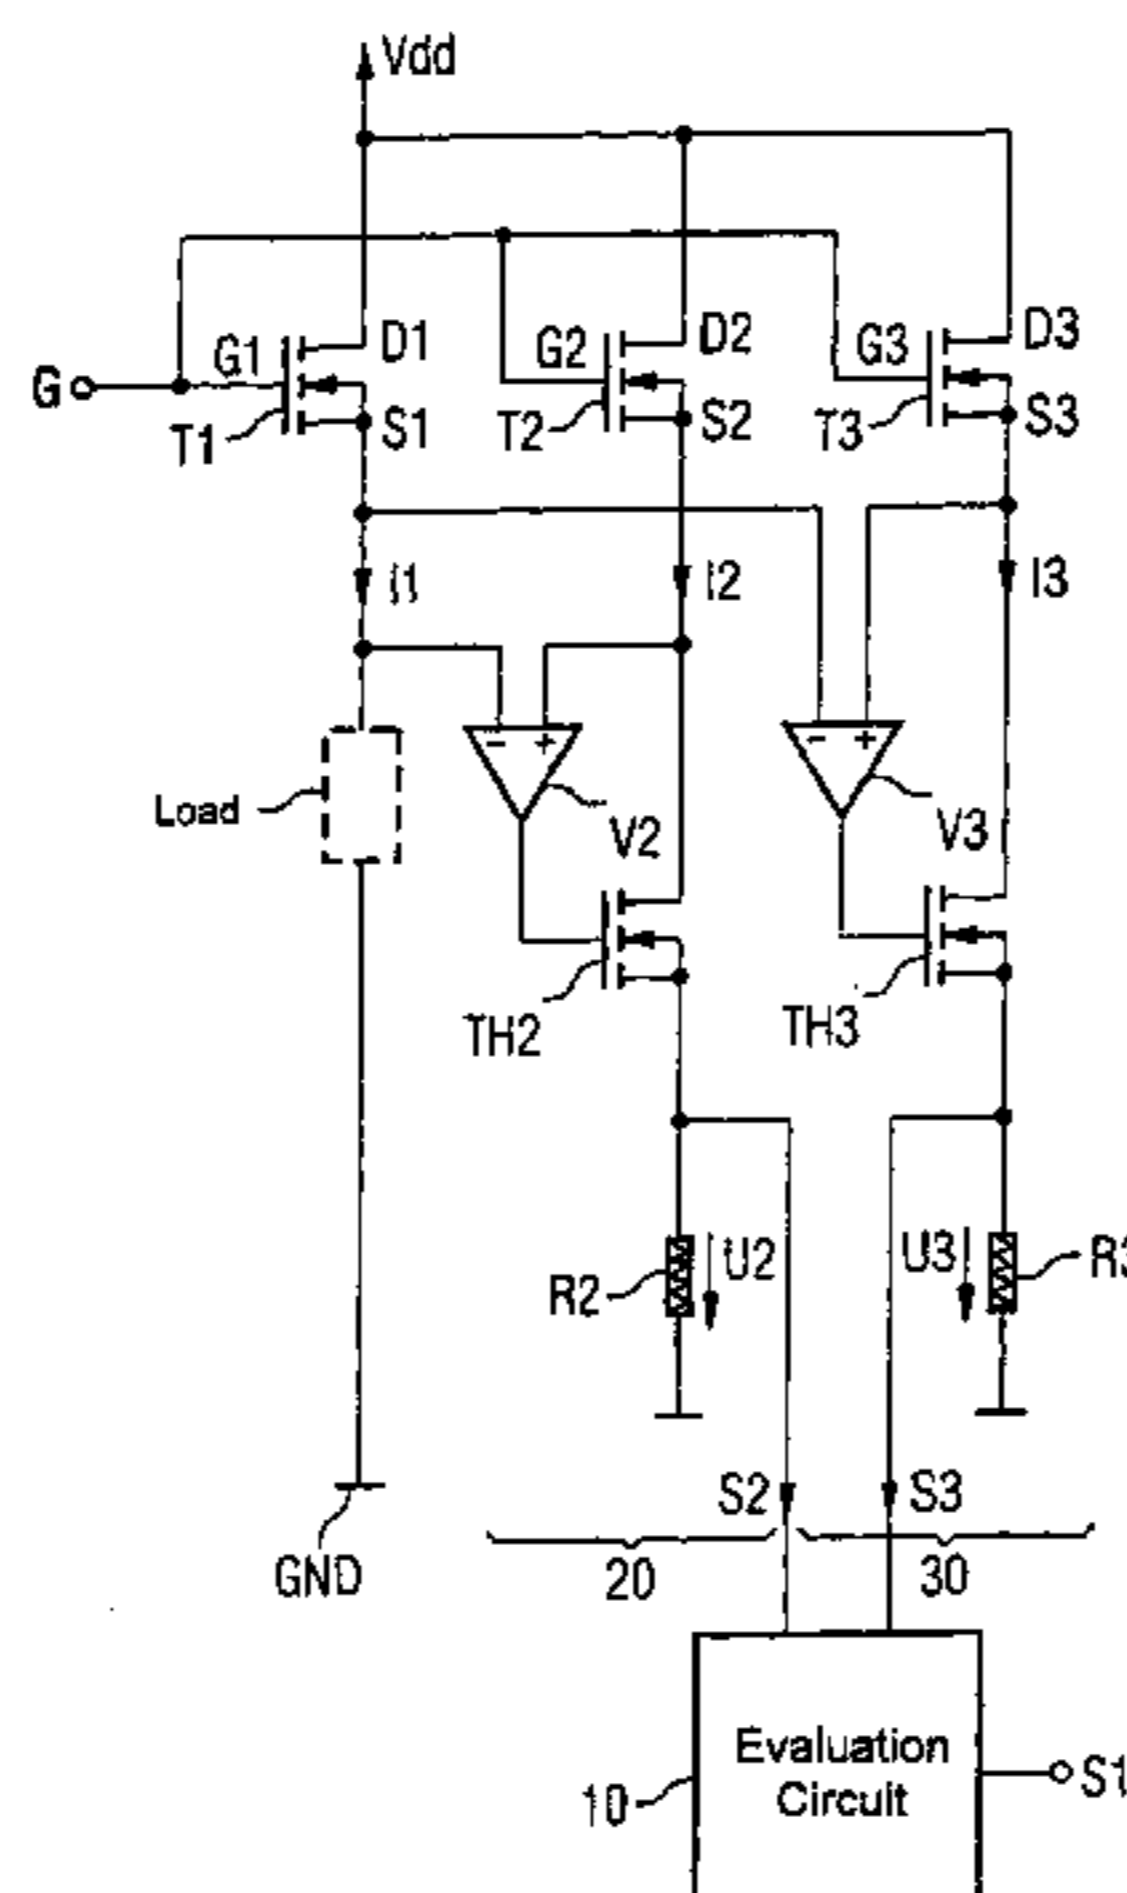 Vdd
G1 D1 G2 D2 G3 D3
G
T1 S1 T2 S2 T3 S3
I1 I2 I3
- + - +
Load
V2 V3
TH2 TH3
R2 U2 U3
S2 S3
GND 20 30
Evaluation
Circuit
10
S1